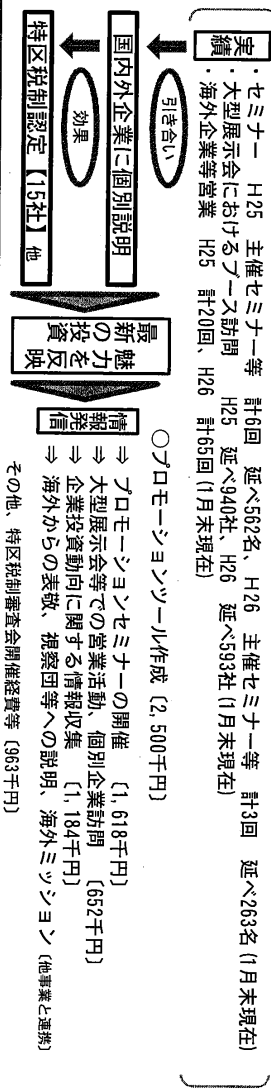 実績
・セミナー H25 主催セミナー等 計6回 延べ562名、H26 主催セミナー等 計3回 延べ263名(1月末現在)
・大型展示会におけるブース訪問 H25 延べ940社、H26 延べ593社(1月末現在)
・海外企業等営業 H25 計20回、H26 計65回(1月末現在)
引き合い
国内外企業に個別説明
効果
特区税制認定【15社】他
最新の投資魅力を反映
○プロモーションツール作成〔2,500千円〕
情報発信
⇒ プロモーションセミナーの開催 〔1,618千円〕
⇒ 大型展示会等での営業活動、個別企業訪問 〔652千円〕
⇒ 企業投資動向に関する情報収集 〔1,184千円〕
⇒ 海外からの表敬、視察団等への説明、海外ミッション〔他事業と連携〕
その他、特区税制審査会開催経費等〔963千円〕